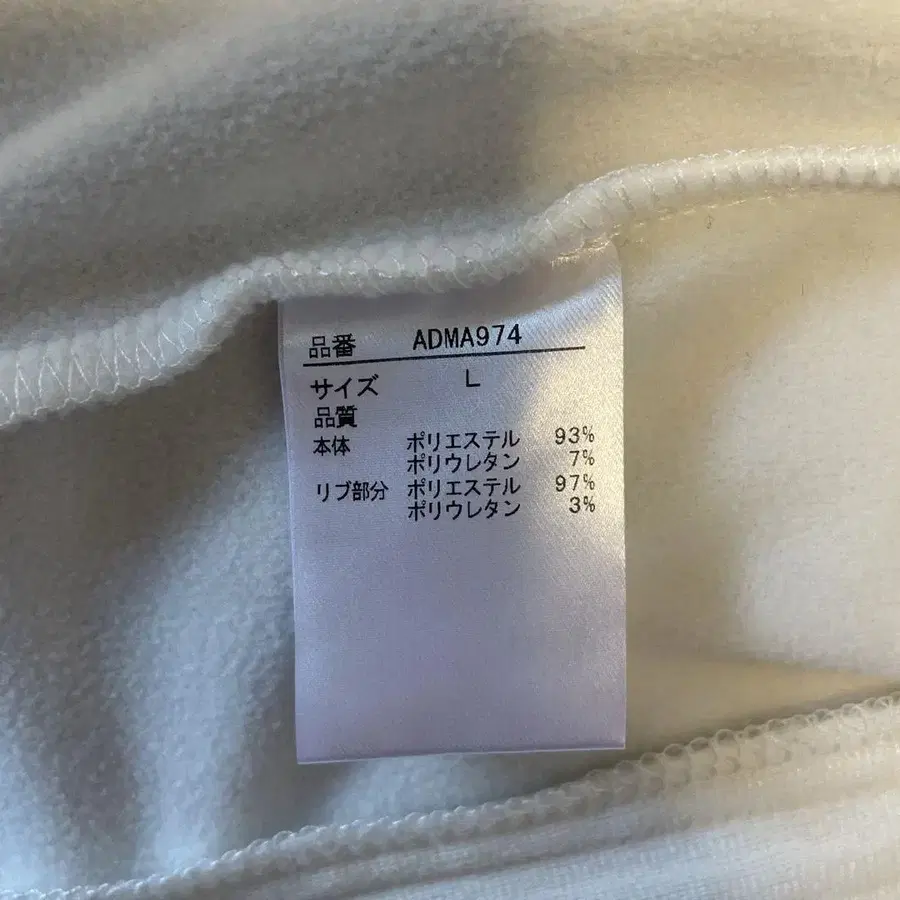 品番 ADMA974
サイズ L
品質
本体 ポリエステル 93%
ポリウレタン 7%
リブ部分 ポリエステル 97%
ポリウレタン 3%